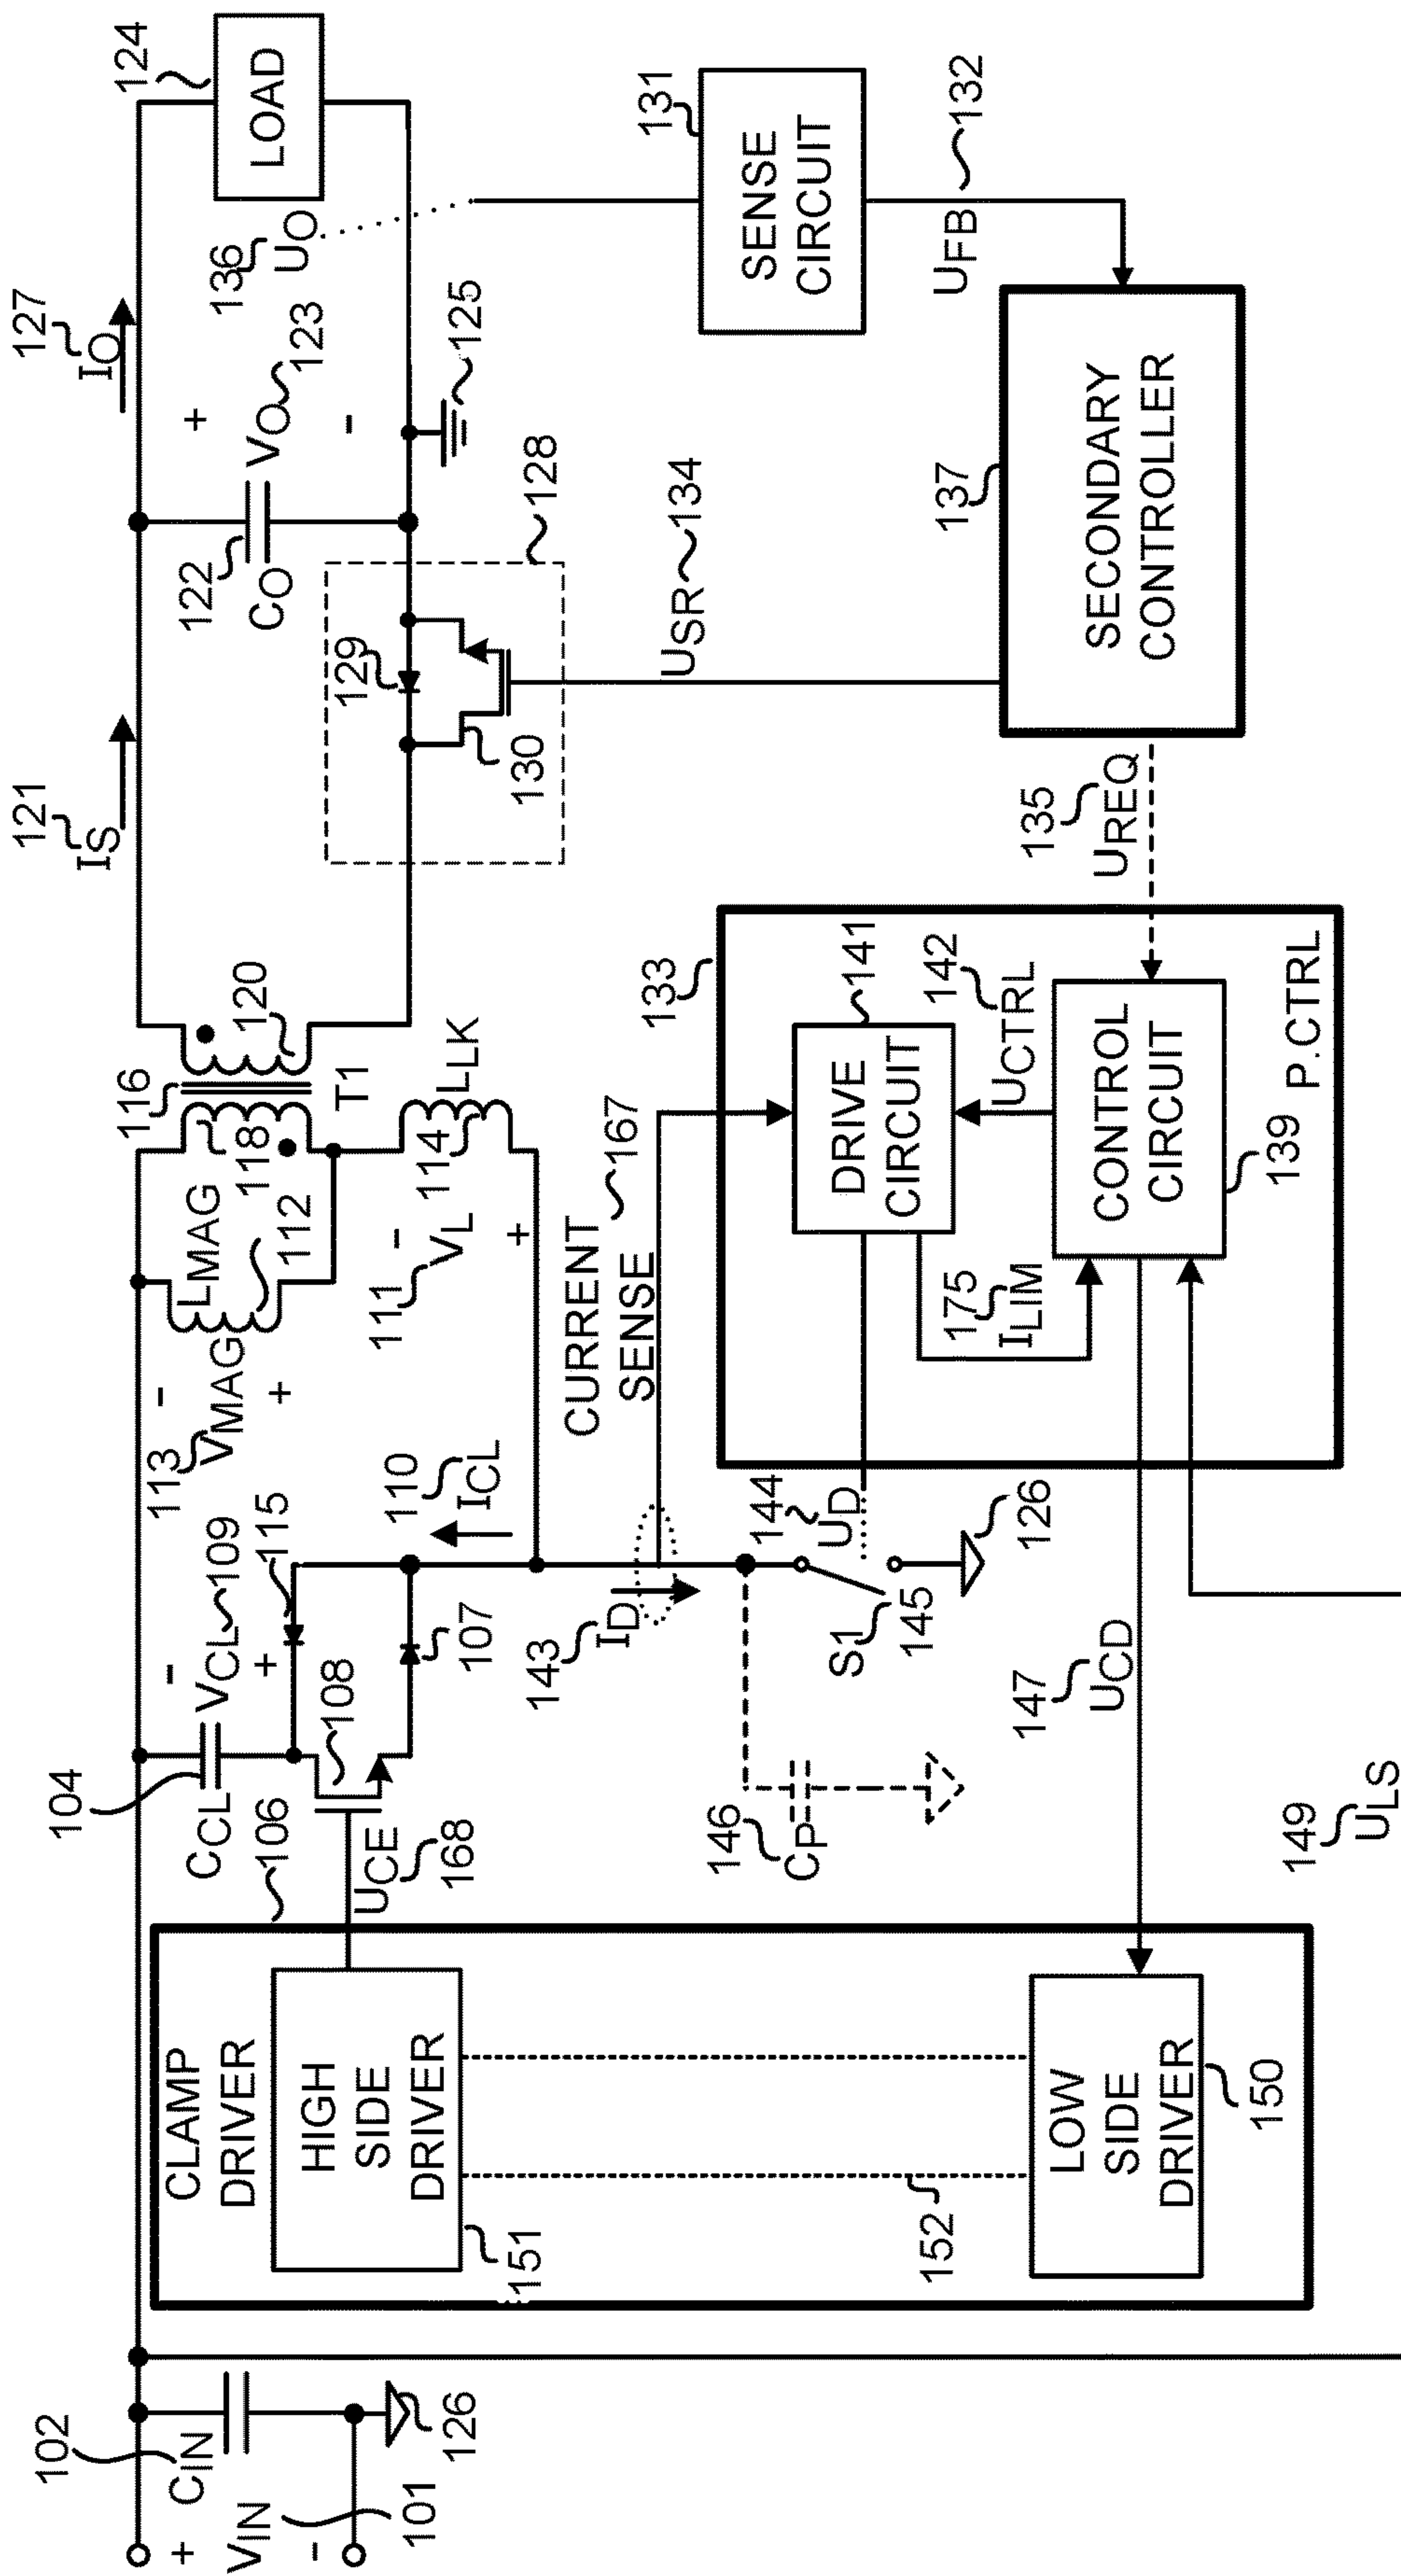 102
CIN
+
VIN
-
101
126
CLAMP
DRIVER
HIGH
SIDE
DRIVER
151
152
LOW
SIDE
DRIVER
150
106
UCE
168
104
CCL
-
VCL
+
109
115
108
107
110
ICL
113
-
VMAG
+
LMAG
112
118
116
T1
120
111
-
VL
+
114
LLK
CURRENT
SENSE
167
143
ID
146
CP
S1
145
144
UD
126
147
UCD
149
ULS
133
DRIVE
CIRCUIT
141
142
UCTRL
175
ILIM
CONTROL
CIRCUIT
139
P.CTRL
135
UREQ
121
IS
129
130
128
122
CO
+
VO
-
123
125
127
IO
124
LOAD
136
UO
USR
134
131
SENSE
CIRCUIT
UFB
132
137
SECONDARY
CONTROLLER